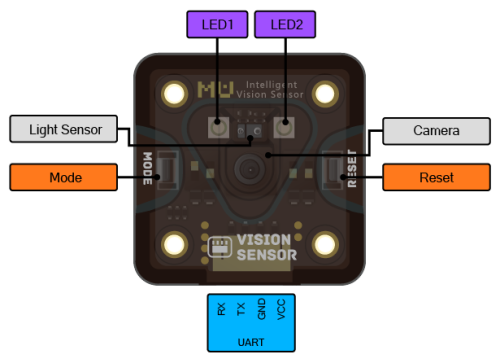 LED1
LED2
MU Intelligent
Vision Sensor
Light Sensor
Camera
MODE
RESET
Mode
Reset
VISION
SENSOR
RX
TX
GND
VCC
UART